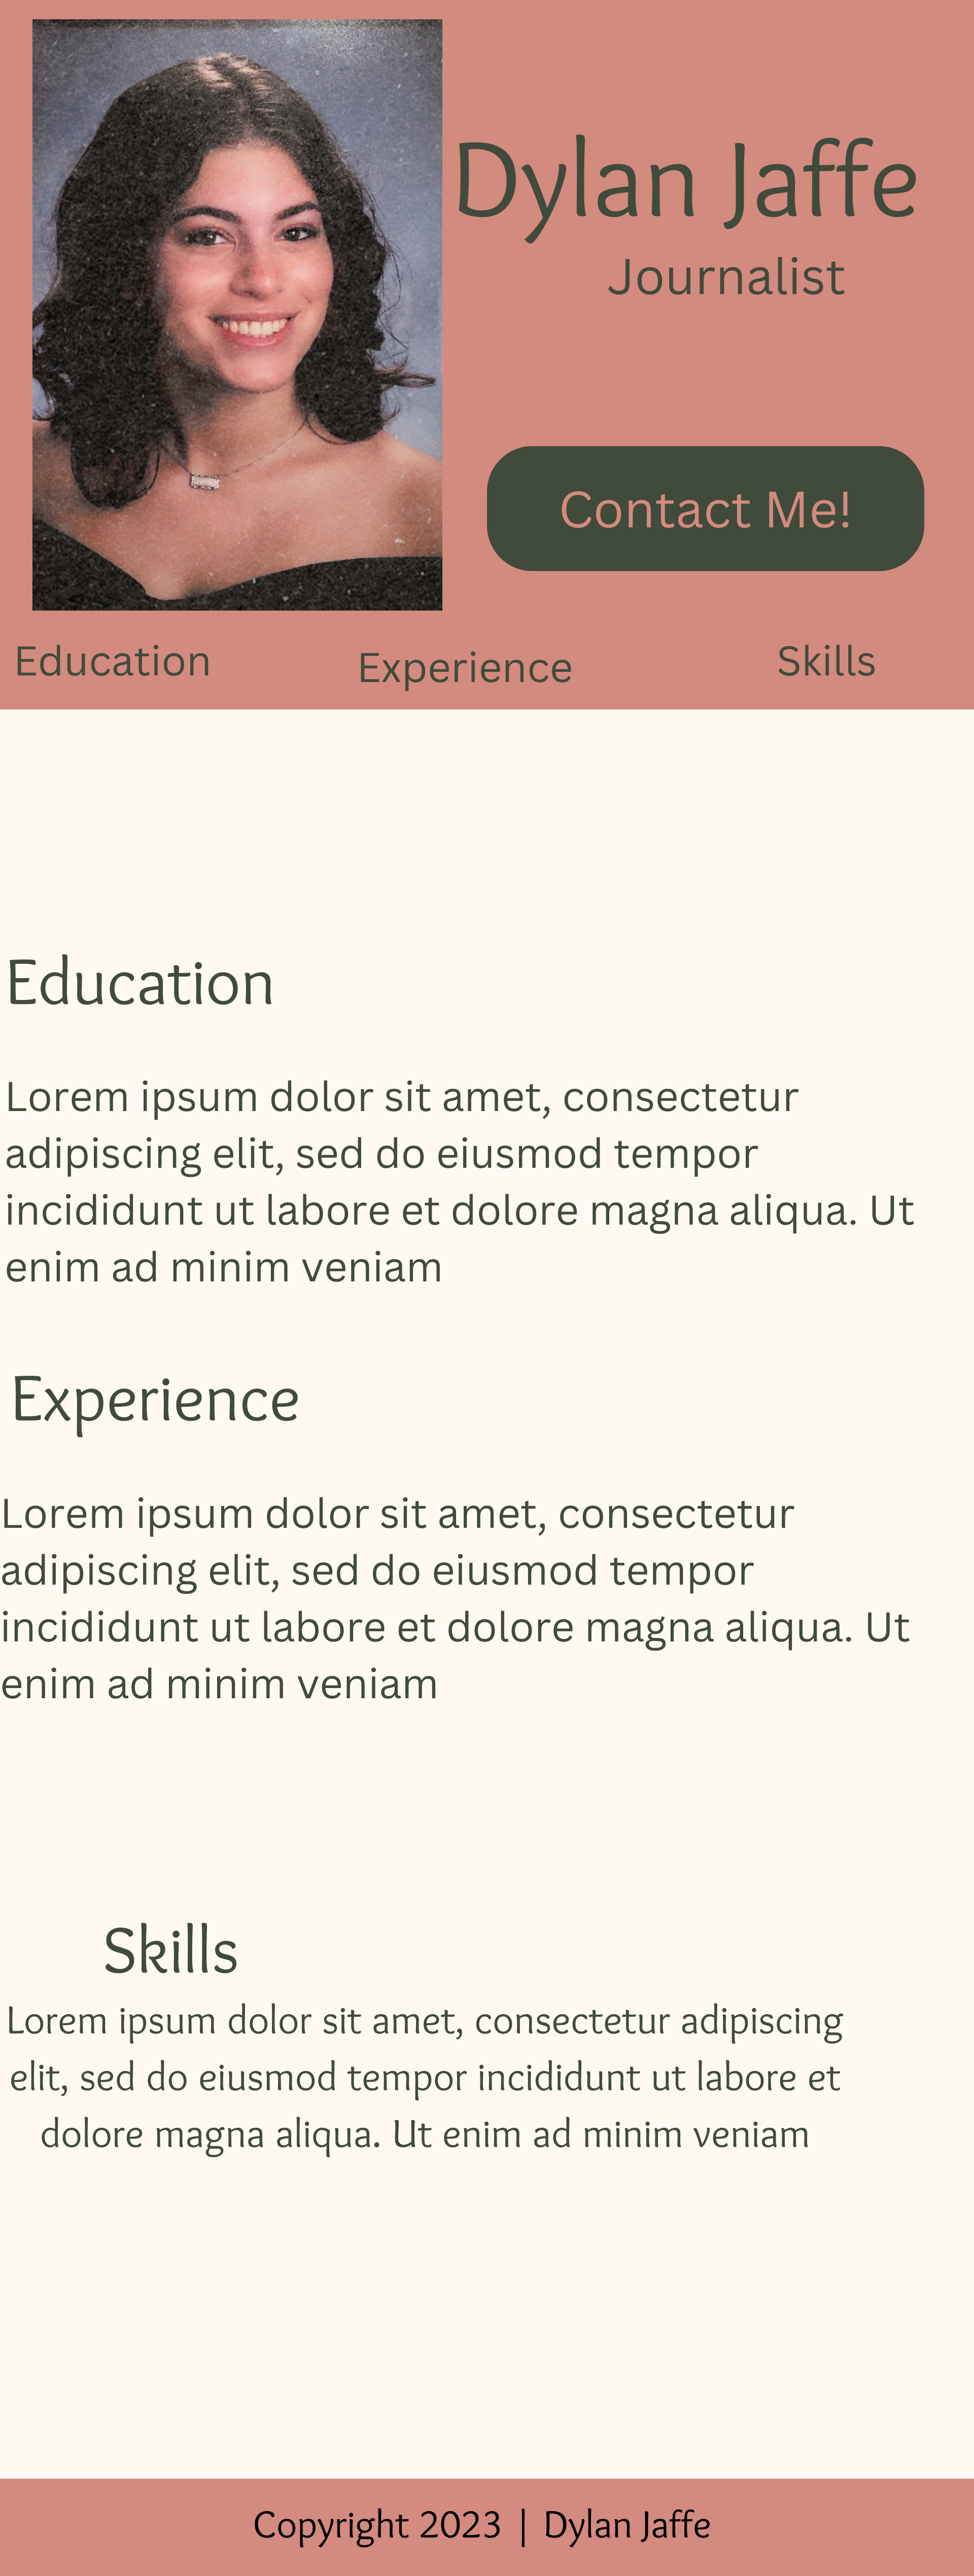 Dylan Jaffe
Journalist
Contact Me!
Education
Experience
Skills
Education
Lorem ipsum dolor sit amet, consectetur
adipiscing elit, sed do eiusmod tempor
incididunt ut labore et dolore magna aliqua. Ut
enim ad minim veniam
Experience
Lorem ipsum dolor sit amet, consectetur
adipiscing elit, sed do eiusmod tempor
incididunt ut labore et dolore magna aliqua. Ut
enim ad minim veniam
Skills
Lorem ipsum dolor sit amet, consectetur adipiscing
elit, sed do eiusmod tempor incididunt ut labore et
dolore magna aliqua. Ut enim ad minim veniam
Copyright 2023 | Dylan Jaffe